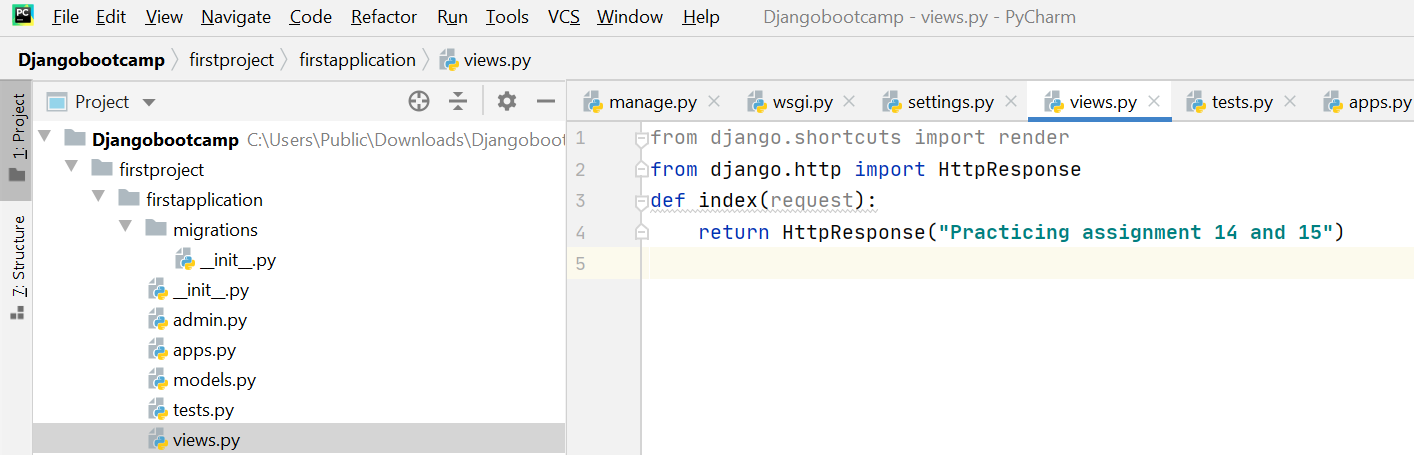 PC File Edit View Navigate Code Refactor Run Tools VCS Window Help Djangobootcamp - views.py - PyCharm
Djangobootcamp firstproject firstapplication views.py
1: Project
7: Structure
Project
Djangobootcamp C:\Users\Public\Downloads\Djangoboot
firstproject
firstapplication
migrations
__init__.py
__init__.py
admin.py
apps.py
models.py
tests.py
views.py
manage.py wsgi.py settings.py views.py tests.py apps.py
1 from django.shortcuts import render
2 from django.http import HttpResponse
3 def index(request):
4     return HttpResponse("Practicing assignment 14 and 15")
5